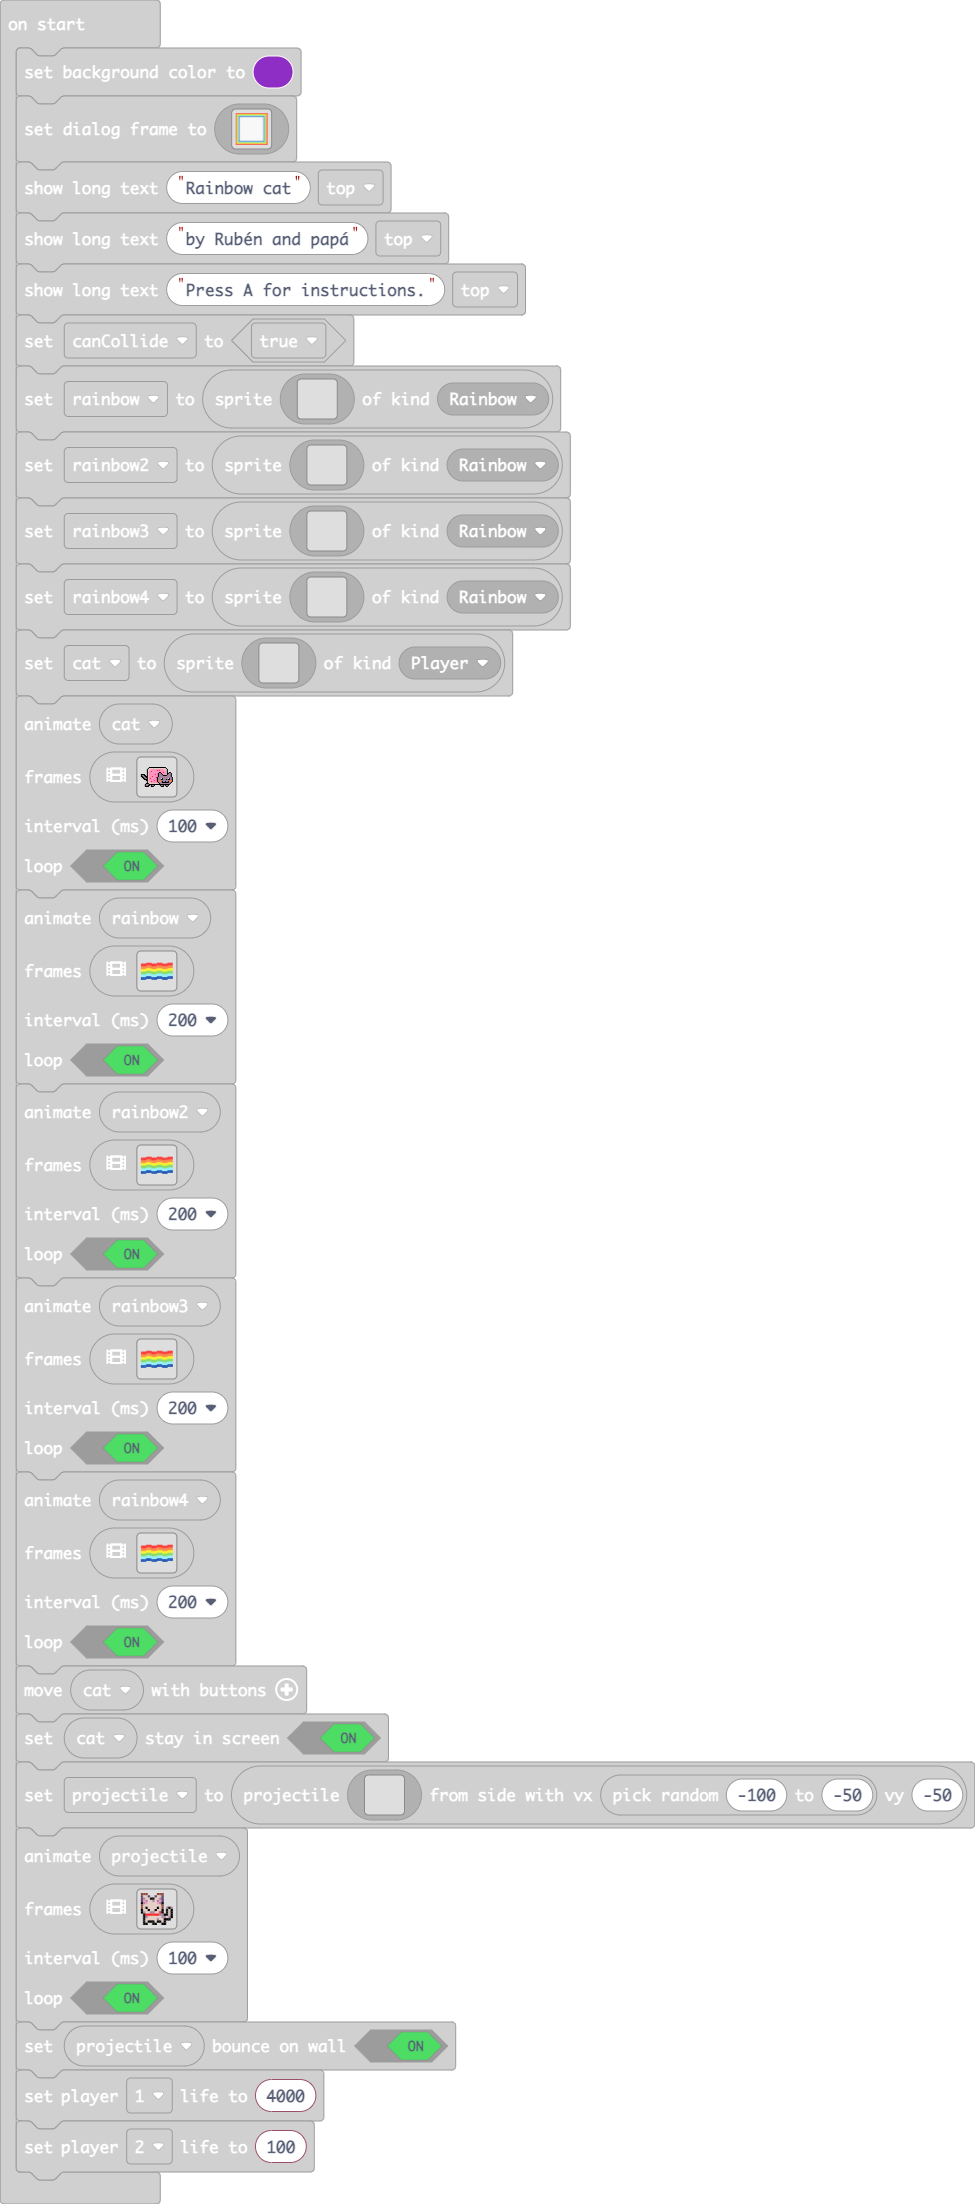 on start
set background color to
set dialog frame to
show long text "Rainbow cat" top
show long text "by Rubén and papá" top
show long text "Press A for instructions." top
set canCollide to true
set rainbow to sprite of kind Rainbow
set rainbow2 to sprite of kind Rainbow
set rainbow3 to sprite of kind Rainbow
set rainbow4 to sprite of kind Rainbow
set cat to sprite of kind Player
animate cat
frames
interval (ms) 100
loop ON
animate rainbow
frames
interval (ms) 200
loop ON
animate rainbow2
frames
interval (ms) 200
loop ON
animate rainbow3
frames
interval (ms) 200
loop ON
animate rainbow4
frames
interval (ms) 200
loop ON
move cat with buttons
set cat stay in screen ON
set projectile to projectile from side with vx pick random -100 to -50 vy -50
animate projectile
frames
interval (ms) 100
loop ON
set projectile bounce on wall ON
set player 1 life to 4000
set player 2 life to 100